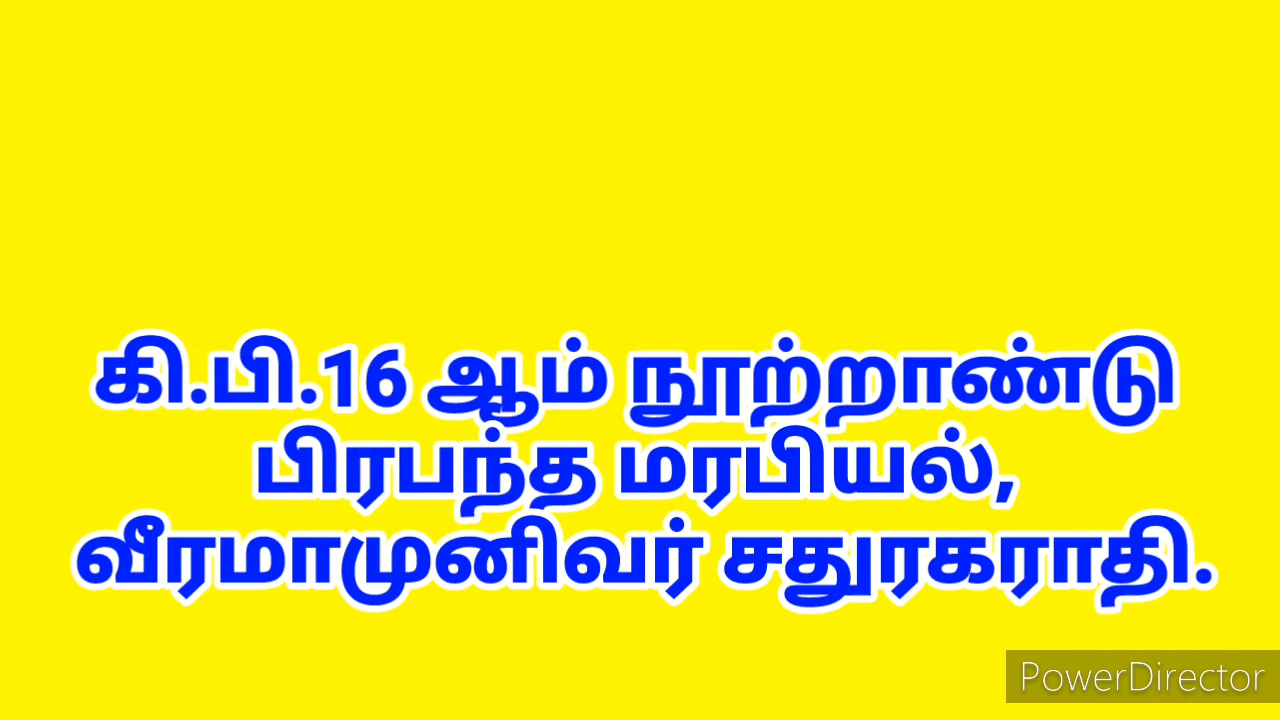 கி.பி.16 ஆம் நூற்றாண்டு
பிரபந்த மரபியல்,
வீரமாமுனிவர் சதுரகராதி.
PowerDirector